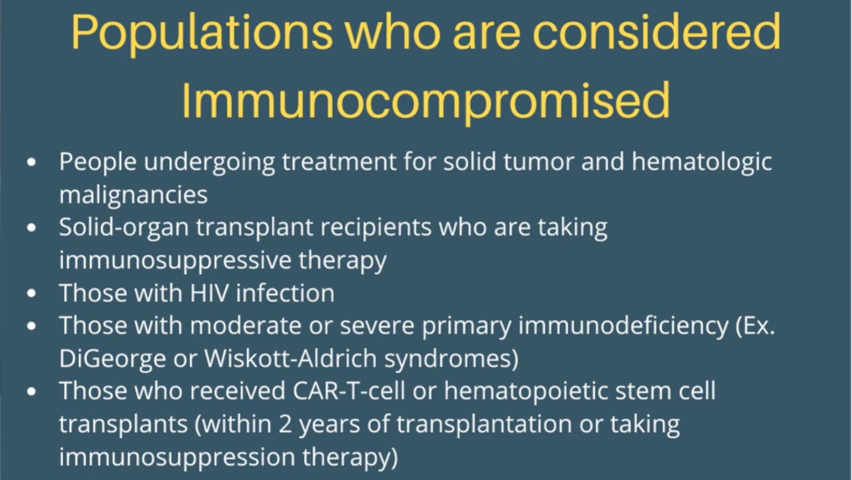 Populations who are considered
Immunocompromised
• People undergoing treatment for solid tumor and hematologic
malignancies
• Solid-organ transplant recipients who are taking
immunosuppressive therapy
• Those with HIV infection
• Those with moderate or severe primary immunodeficiency (Ex.
DiGeorge or Wiskott-Aldrich syndromes)
• Those who received CAR-T-cell or hematopoietic stem cell
transplants (within 2 years of transplantation or taking
immunosuppression therapy)